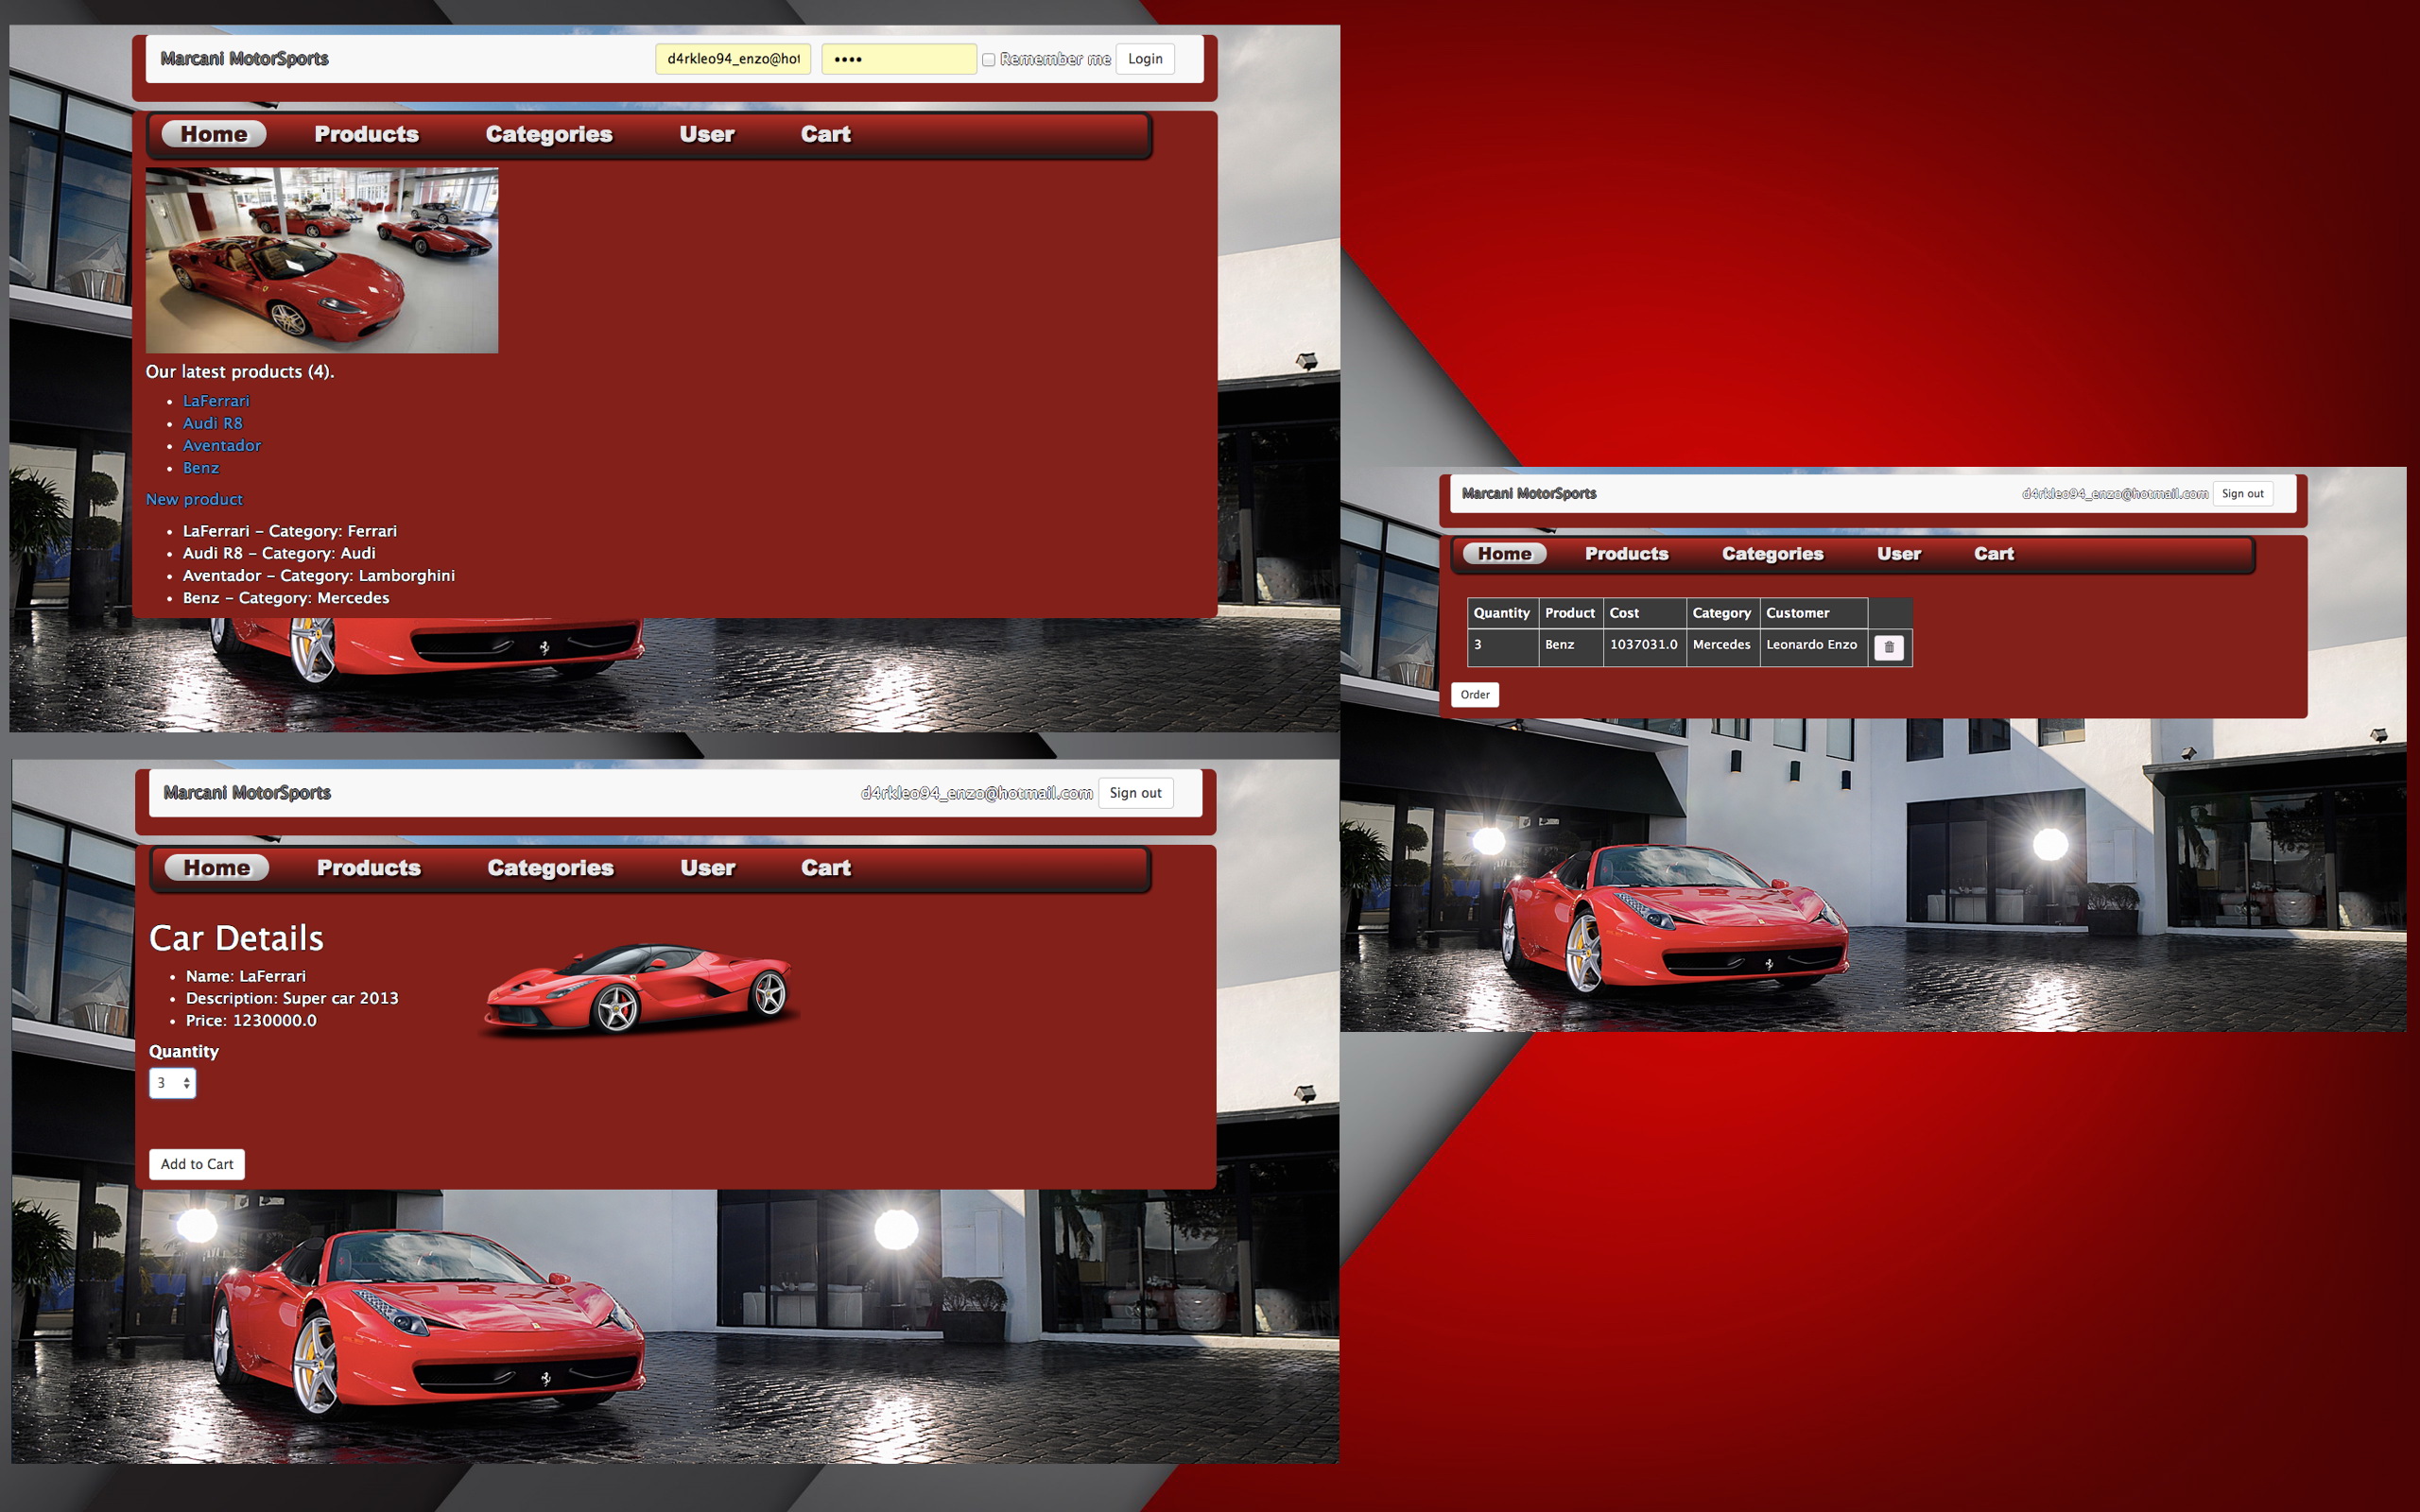 Marcani MotorSports d4rkleo94_enzo@hot •••• Remember me Login
Home Products Categories User Cart
Our latest products (4).
• LaFerrari
• Audi R8
• Aventador
• Benz
New product
• LaFerrari – Category: Ferrari
• Audi R8 – Category: Audi
• Aventador – Category: Lamborghini
• Benz – Category: Mercedes
Marcani MotorSports d4rkleo94_enzo@hotmail.com Sign out
Home Products Categories User Cart
Car Details
• Name: LaFerrari
• Description: Super car 2013
• Price: 1230000.0
Quantity
3
Add to Cart
Marcani MotorSports d4rkleo94_enzo@hotmail.com Sign out
Home Products Categories User Cart
Quantity Product Cost Category Customer
3 Benz 1037031.0 Mercedes Leonardo Enzo
Order